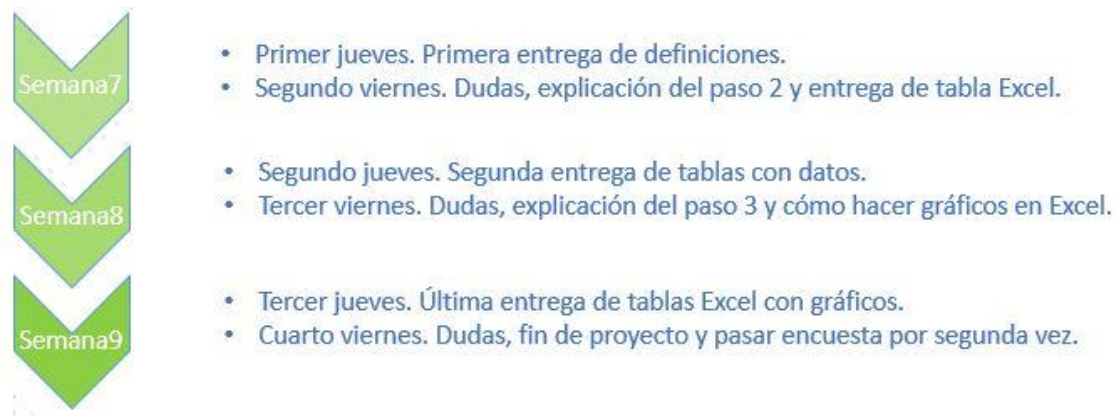 Semana7
• Primer jueves. Primera entrega de definiciones.
• Segundo viernes. Dudas, explicación del paso 2 y entrega de tabla Excel.
Semana8
• Segundo jueves. Segunda entrega de tablas con datos.
• Tercer viernes. Dudas, explicación del paso 3 y cómo hacer gráficos en Excel.
Semana9
• Tercer jueves. Última entrega de tablas Excel con gráficos.
• Cuarto viernes. Dudas, fin de proyecto y pasar encuesta por segunda vez.